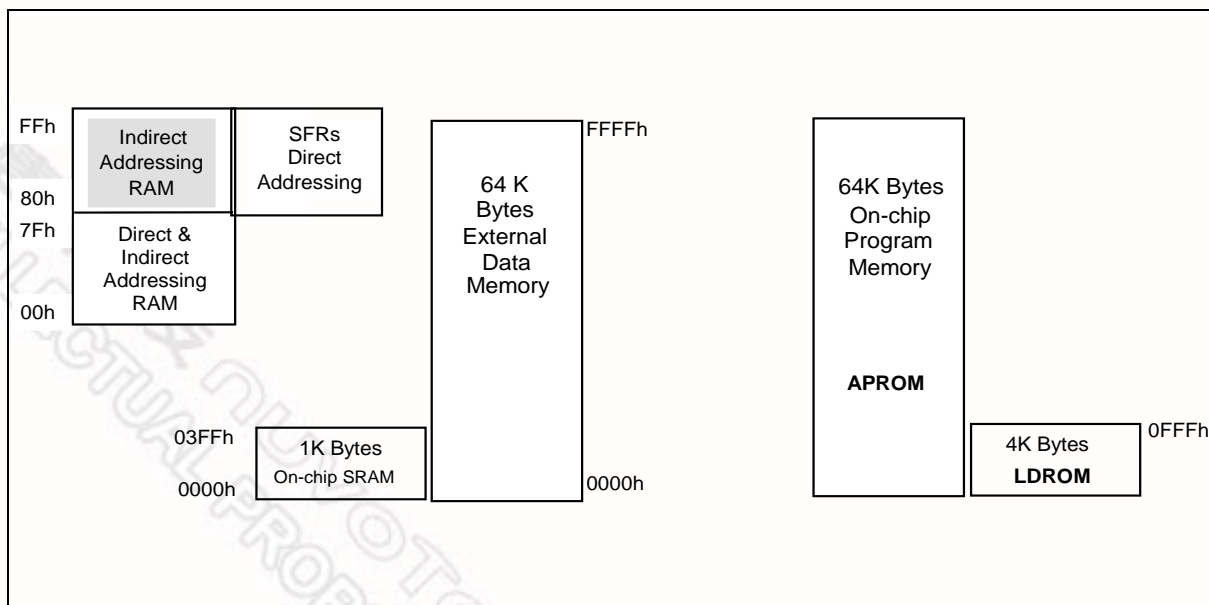 FFh
80h
7Fh
00h
Indirect
Addressing
RAM
SFRs
Direct
Addressing
Direct &
Indirect
Addressing
RAM
03FFh
0000h
1K Bytes
On-chip SRAM
64 K
Bytes
External
Data
Memory
FFFFh
0000h
64K Bytes
On-chip
Program
Memory
APROM
4K Bytes
LDROM
0FFFh